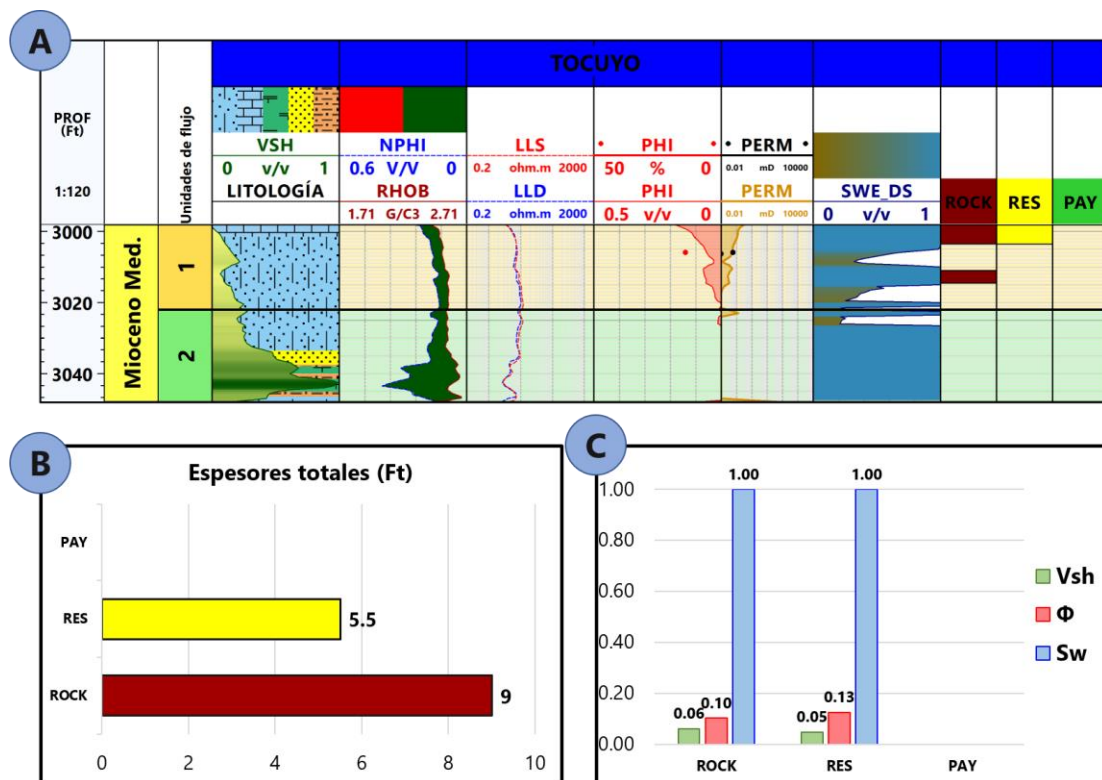 A
TOCUYO
PROF
(Ft)
1:120
Unidades de flujo
VSH
0 v/v 1
LITOLOGÍA
NPHI
0.6 V/V 0
RHOB
1.71 G/C3 2.71
LLS
0.2 ohm.m 2000
LLD
0.2 ohm.m 2000
PHI
50 % 0
PHI
0.5 v/v 0
PERM
0.01 mD 10000
PERM
0.01 mD 10000
SWE_DS
0 v/v 1
ROCK
RES
PAY
3000
3020
3040
Mioceno Med.
1
2
B
Espesores totales (Ft)
PAY
RES
5.5
ROCK
9
0 2 4 6 8 10
C
1.00
0.80
0.60
0.40
0.20
0.00
0.06 0.10 1.00
0.05 0.13 1.00
ROCK RES PAY
Vsh
Φ
Sw